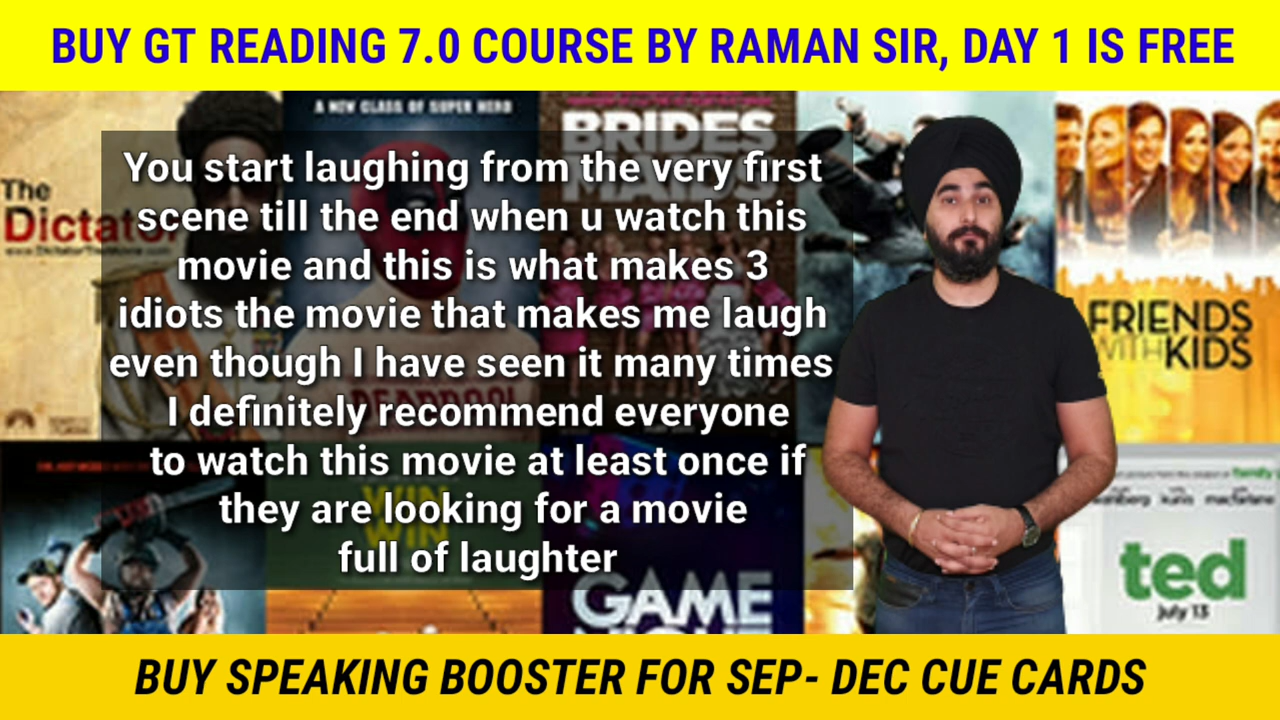 BUY GT READING 7.0 COURSE BY RAMAN SIR, DAY 1 IS FREE
A NEW CLASS OF SUPER HERO
BRIDES
MAIDS
The
Dictator
You start laughing from the very first
scene till the end when u watch this
movie and this is what makes 3
idiots the movie that makes me laugh
even though I have seen it many times
I definitely recommend everyone
to watch this movie at least once if
they are looking for a movie
full of laughter
DEADPOOL
FRIENDS
WITH KIDS
WIN
WIN
GAME
ted
July 13
BUY SPEAKING BOOSTER FOR SEP- DEC CUE CARDS